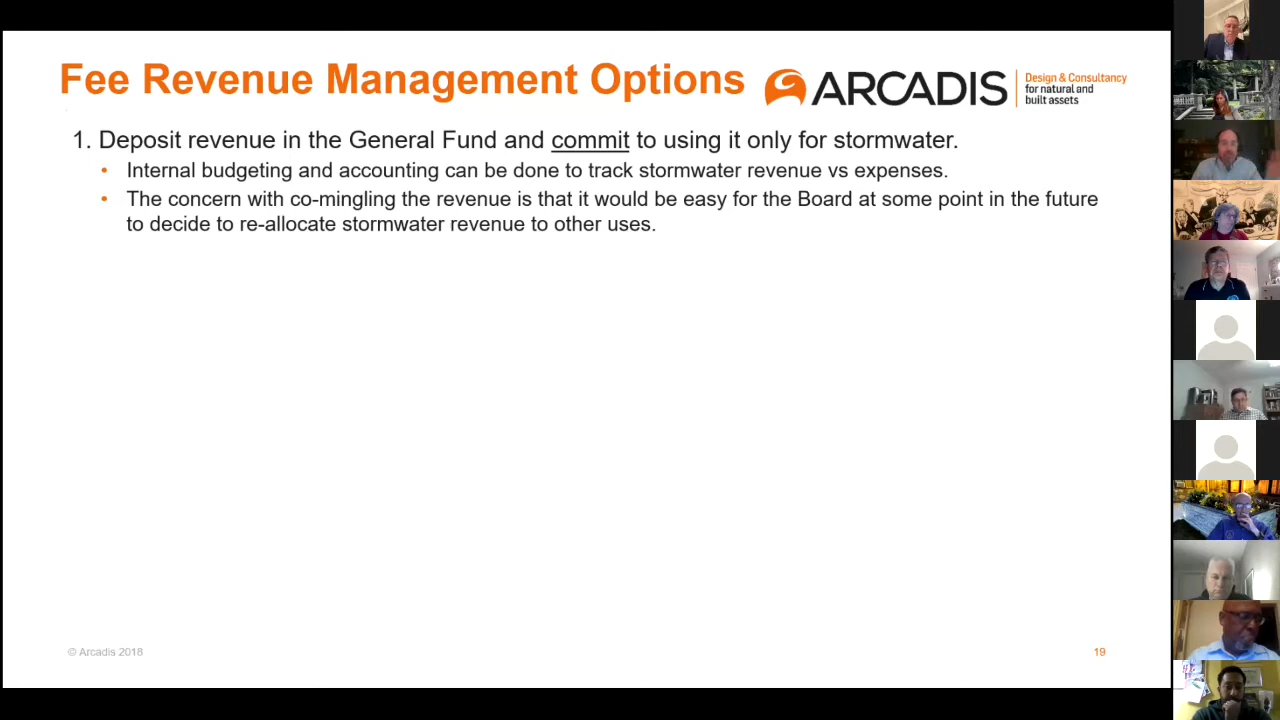 Fee Revenue Management Options
ARCADIS
Design & Consultancy
for natural and
built assets
1. Deposit revenue in the General Fund and commit to using it only for stormwater.
• Internal budgeting and accounting can be done to track stormwater revenue vs expenses.
• The concern with co-mingling the revenue is that it would be easy for the Board at some point in the future
to decide to re-allocate stormwater revenue to other uses.
© Arcadis 2018
19